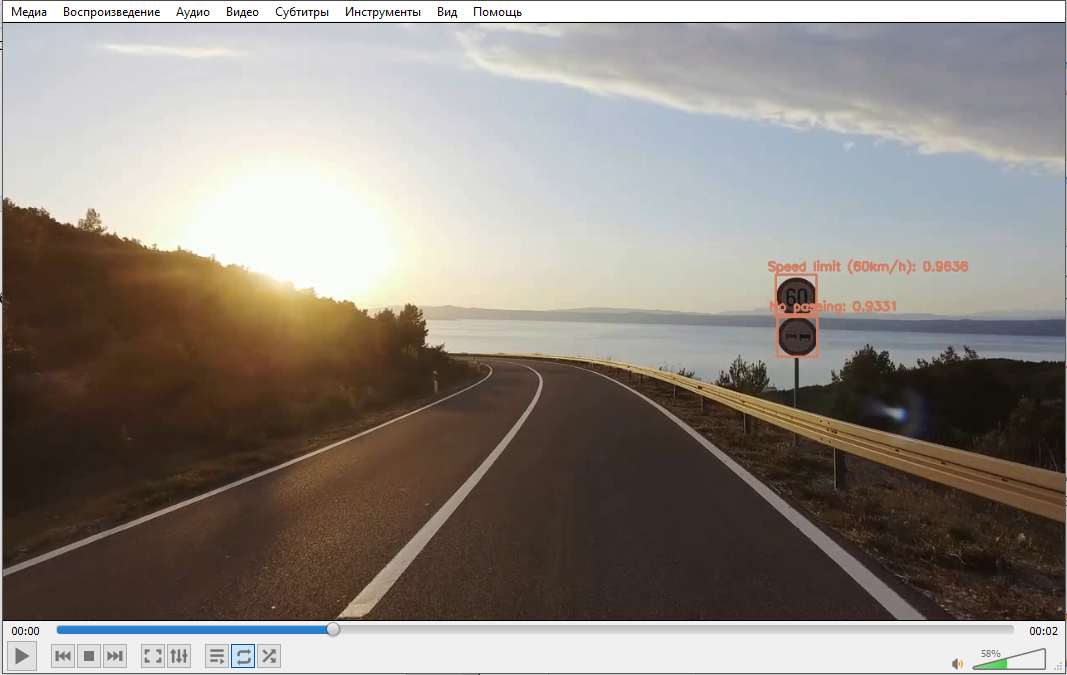 Медиа Воспроизведение Аудио Видео Субтитры Инструменты Вид Помощь
Speed limit (60km/h): 0.9636
60
No passing: 0.9331
00:00 00:02
58%